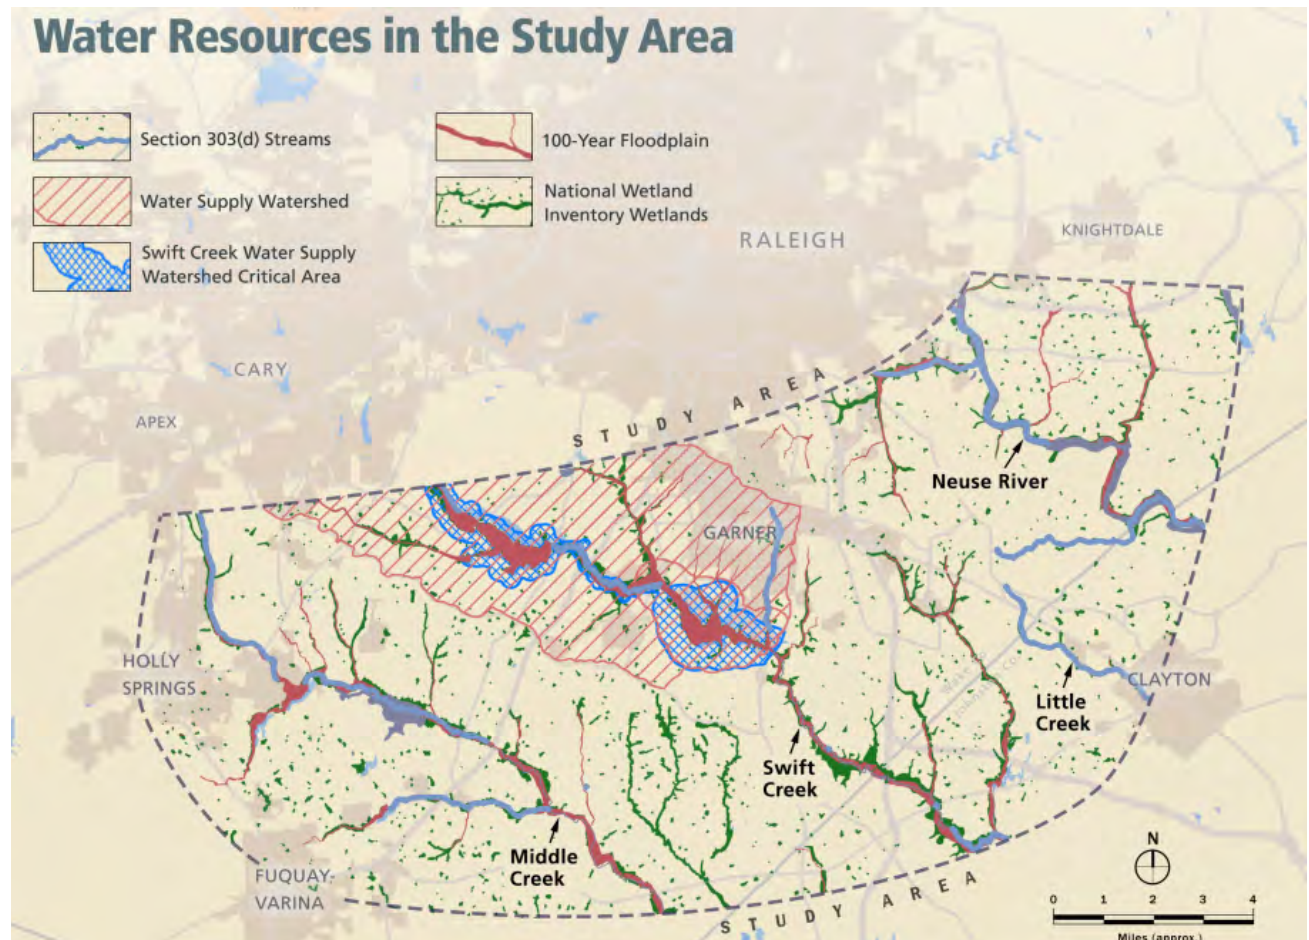 Water Resources in the Study Area
Section 303(d) Streams
100-Year Floodplain
Water Supply Watershed
National Wetland
Inventory Wetlands
Swift Creek Water Supply
Watershed Critical Area
RALEIGH
KNIGHTDALE
CARY
APEX
STUDY AREA
Neuse River
GARNER
HOLLY
SPRINGS
CLAYTON
Little
Creek
Swift
Creek
Middle
Creek
FUQUAY-
VARINA
STUDY AREA
N
0 1 2 3 4
Miles (approx.)